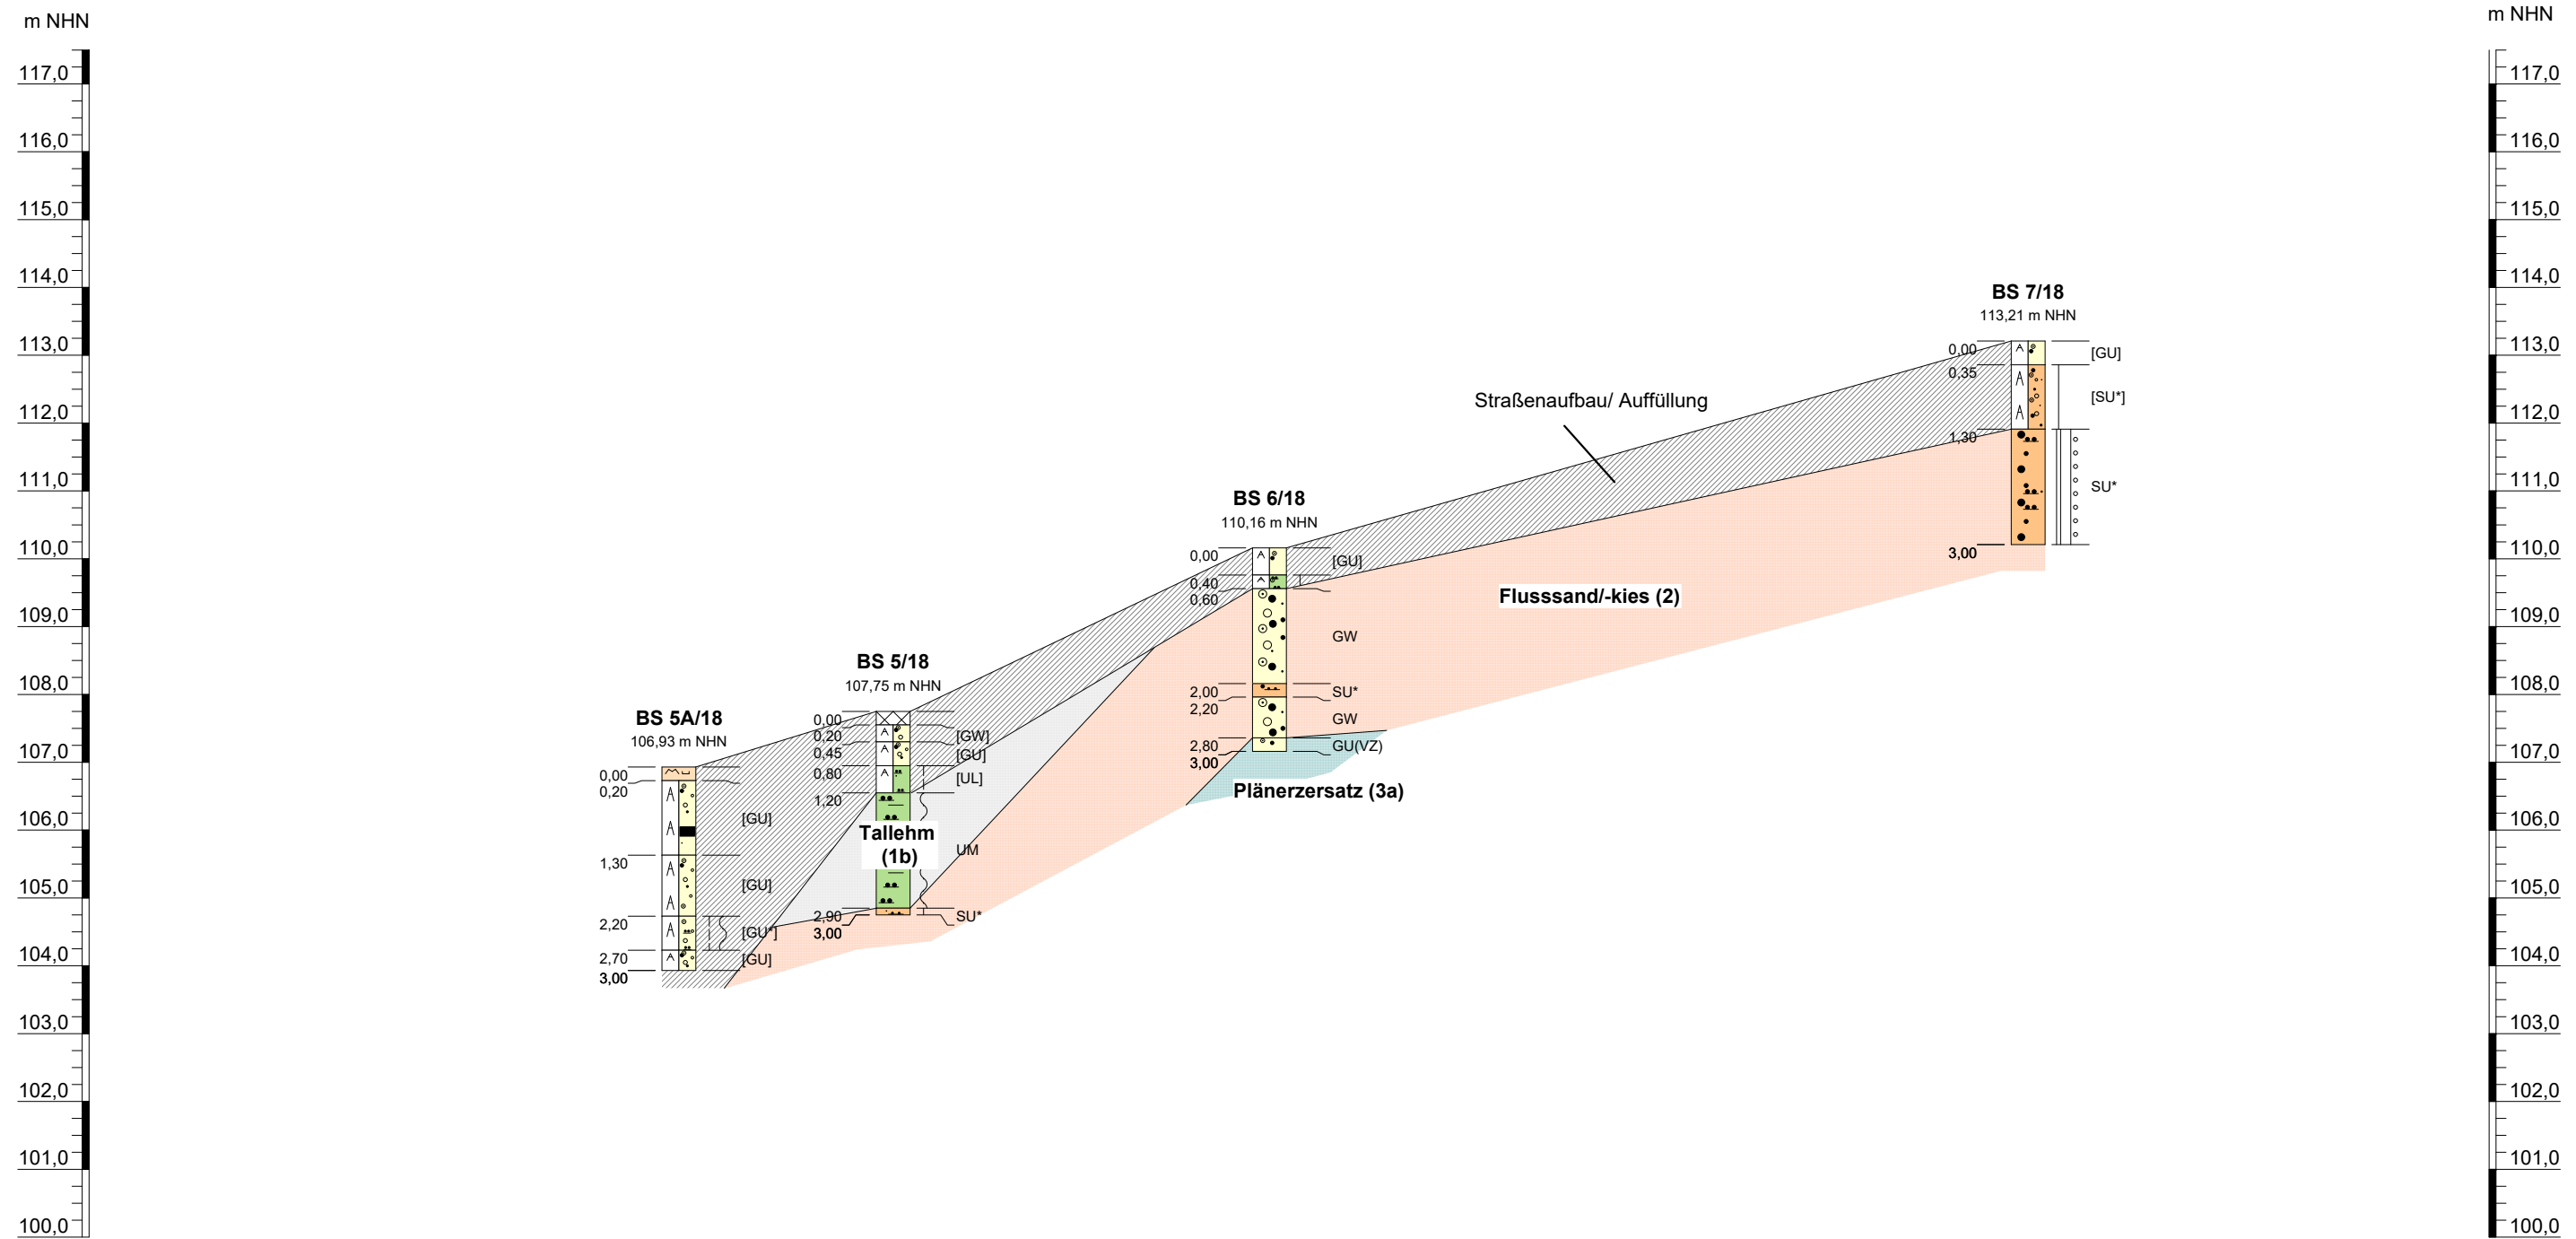 m NHN
117,0
116,0
115,0
114,0
113,0
112,0
111,0
110,0
109,0
108,0
107,0
106,0
105,0
104,0
103,0
102,0
101,0
100,0
BS 5A/18
106,93 m NHN
0,00
0,20
1,30
2,20
2,70
3,00
[GU]
[GU]
[GU*]
[GU]
BS 5/18
107,75 m NHN
0,00
0,20
0,45
0,80
1,20
2,90
3,00
[GW]
[GU]
[UL]
UM
SU*
Tallehm
(1b)
BS 6/18
110,16 m NHN
0,00
0,40
0,60
2,00
2,20
2,80
3,00
[GU]
GW
SU*
GW
GU(VZ)
Plänerzersatz (3a)
Straßenaufbau/ Auffüllung
Flusssand/-kies (2)
BS 7/18
113,21 m NHN
0,00
0,35
1,30
3,00
[GU]
[SU*]
SU*
m NHN
117,0
116,0
115,0
114,0
113,0
112,0
111,0
110,0
109,0
108,0
107,0
106,0
105,0
104,0
103,0
102,0
101,0
100,0